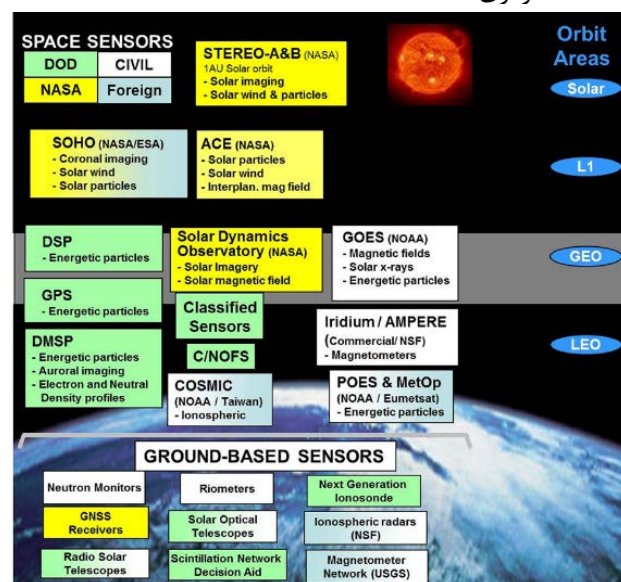 SPACE SENSORS
DOD
CIVIL
NASA
Foreign
STEREO-A&B (NASA)
1AU Solar orbit
- Solar imaging
- Solar wind & particles
Orbit
Areas
Solar
SOHO (NASA/ESA)
- Coronal imaging
- Solar wind
- Solar particles
ACE (NASA)
- Solar particles
- Solar wind
- Interplan. mag field
L1
DSP
- Energetic particles
Solar Dynamics
Observatory (NASA)
- Solar Imagery
- Solar magnetic field
GOES (NOAA)
- Magnetic fields
- Solar x-rays
- Energetic particles
GEO
GPS
- Energetic particles
Classified
Sensors
Iridium / AMPERE
(Commercial/ NSF)
- Magnetometers
LEO
DMSP
- Energetic particles
- Auroral imaging
- Electron and Neutral
Density profiles
C/NOFS
COSMIC
(NOAA / Taiwan)
- Ionospheric
POES & MetOp
(NOAA / Eumetsat)
- Energetic particles
GROUND-BASED SENSORS
Neutron Monitors
Riometers
Next Generation
Ionosonde
GNSS
Receivers
Solar Optical
Telescopes
Ionospheric radars
(NSF)
Radio Solar
Telescopes
Scintillation Network
Decision Aid
Magnetometer
Network (USGS)